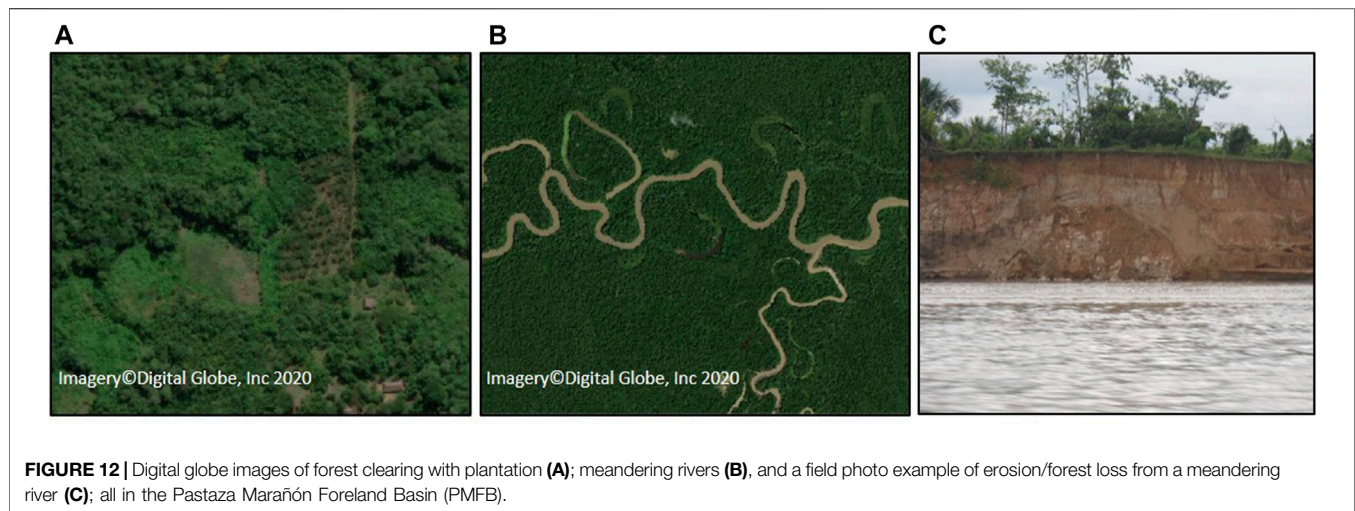 A
B
C
Imagery©Digital Globe, Inc 2020
Imagery©Digital Globe, Inc 2020
FIGURE 12 | Digital globe images of forest clearing with plantation (A); meandering rivers (B), and a field photo example of erosion/forest loss from a meandering
river (C); all in the Pastaza Marañón Foreland Basin (PMFB).